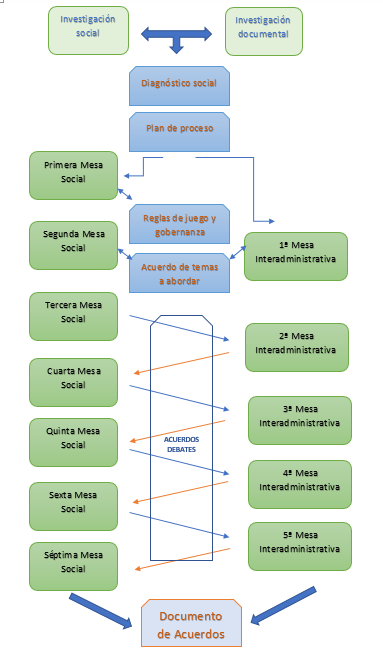 Investigación
social
Investigación
documental
Diagnóstico social
Plan de proceso
Primera Mesa
Social
Reglas de juego y
gobernanza
Segunda Mesa
Social
1ª Mesa
Interadministrativa
Acuerdo de temas
a abordar
Tercera Mesa
Social
2ª Mesa
Interadministrativa
Cuarta Mesa
Social
3ª Mesa
Interadministrativa
Quinta Mesa
Social
ACUERDOS
DEBATES
4ª Mesa
Interadministrativa
Sexta Mesa
Social
5ª Mesa
Interadministrativa
Séptima Mesa
Social
Documento
de Acuerdos